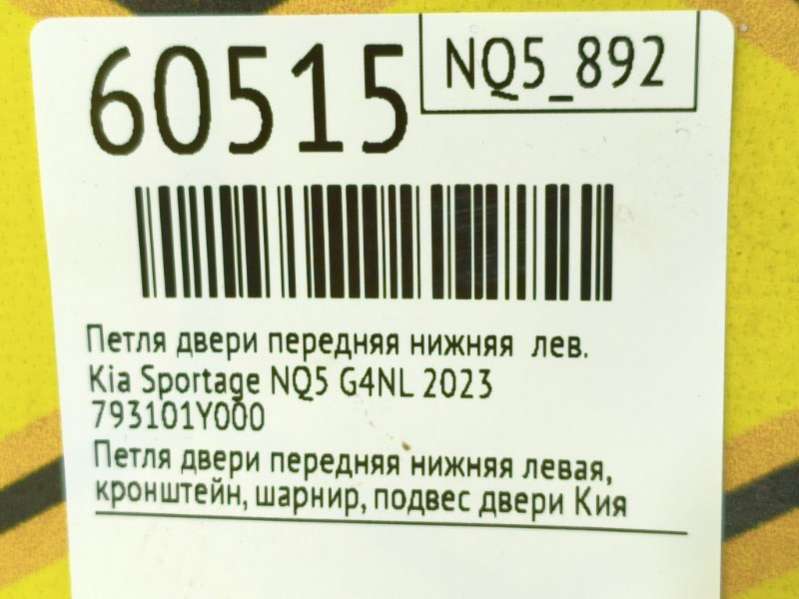 60515
NQ5_892
Петля двери передняя нижняя лев.
Kia Sportage NQ5 G4NL 2023
793101Y000
Петля двери передняя нижняя левая,
кронштейн, шарнир, подвес двери Кия